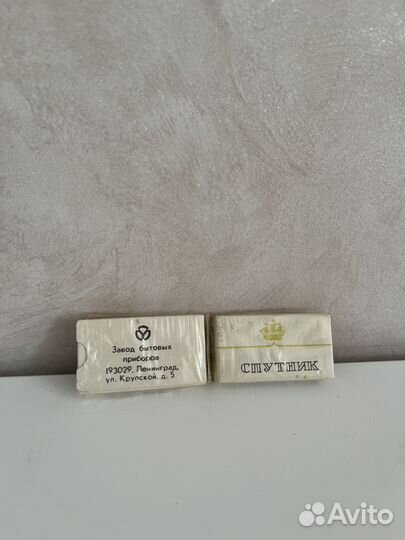 Завод бытовых
приборов
193029, Ленинград,
ул. Крупской, д. 5
СПУТНИК
Avito